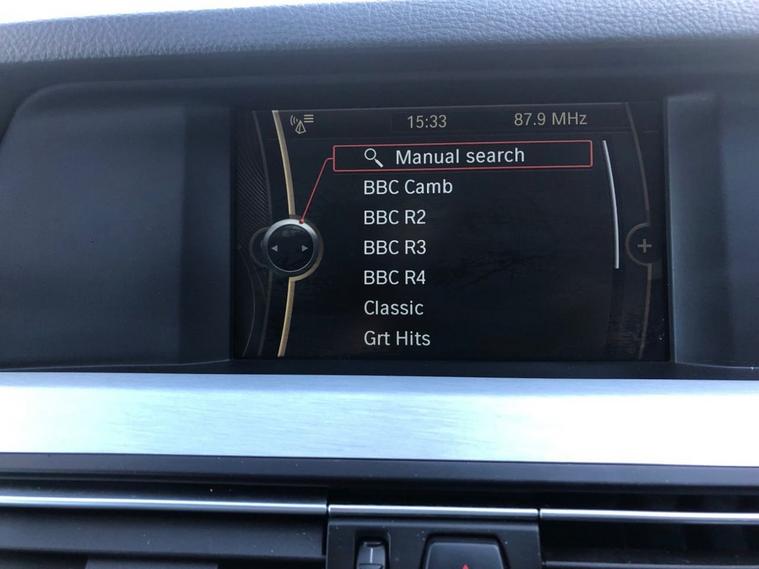 15:33 87.9 MHz
Manual search
BBC Camb
BBC R2
BBC R3
BBC R4
Classic
Grt Hits